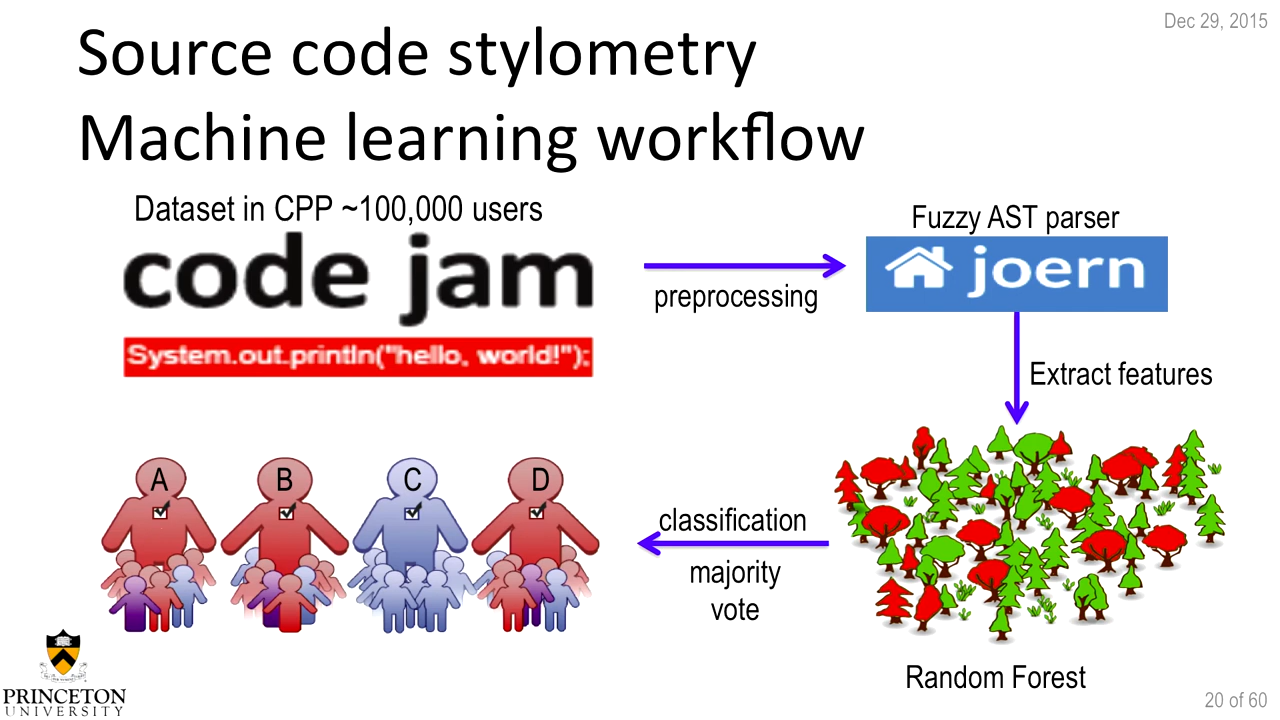 Dec 29, 2015
Source code stylometry
Machine learning workflow
Dataset in CPP ~100,000 users
code jam
System.out.println("hello, world!");
preprocessing
Fuzzy AST parser
joern
Extract features
A
B
C
D
classification
majority
vote
Random Forest
PRINCETON
UNIVERSITY
20 of 60